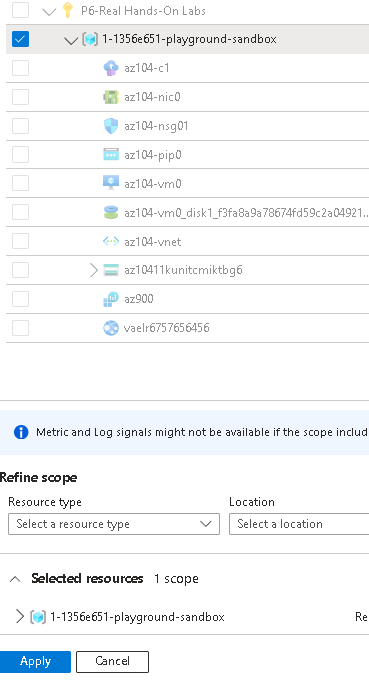 P6-Real Hands-On Labs
1-1356e651-playground-sandbox
az104-c1
az104-nic0
az104-nsg01
az104-pip0
az104-vm0
az104-vm0_disk1_f3fa8a9a78674fd59c2a04921...
az104-vnet
az10411kunitcmiktbg6
az900
vaelr6757656456
Metric and Log signals might not be available if the scope includ
Refine scope
Resource type Location
Select a resource type Select a location
Selected resources 1 scope
1-1356e651-playground-sandbox Re
Apply Cancel